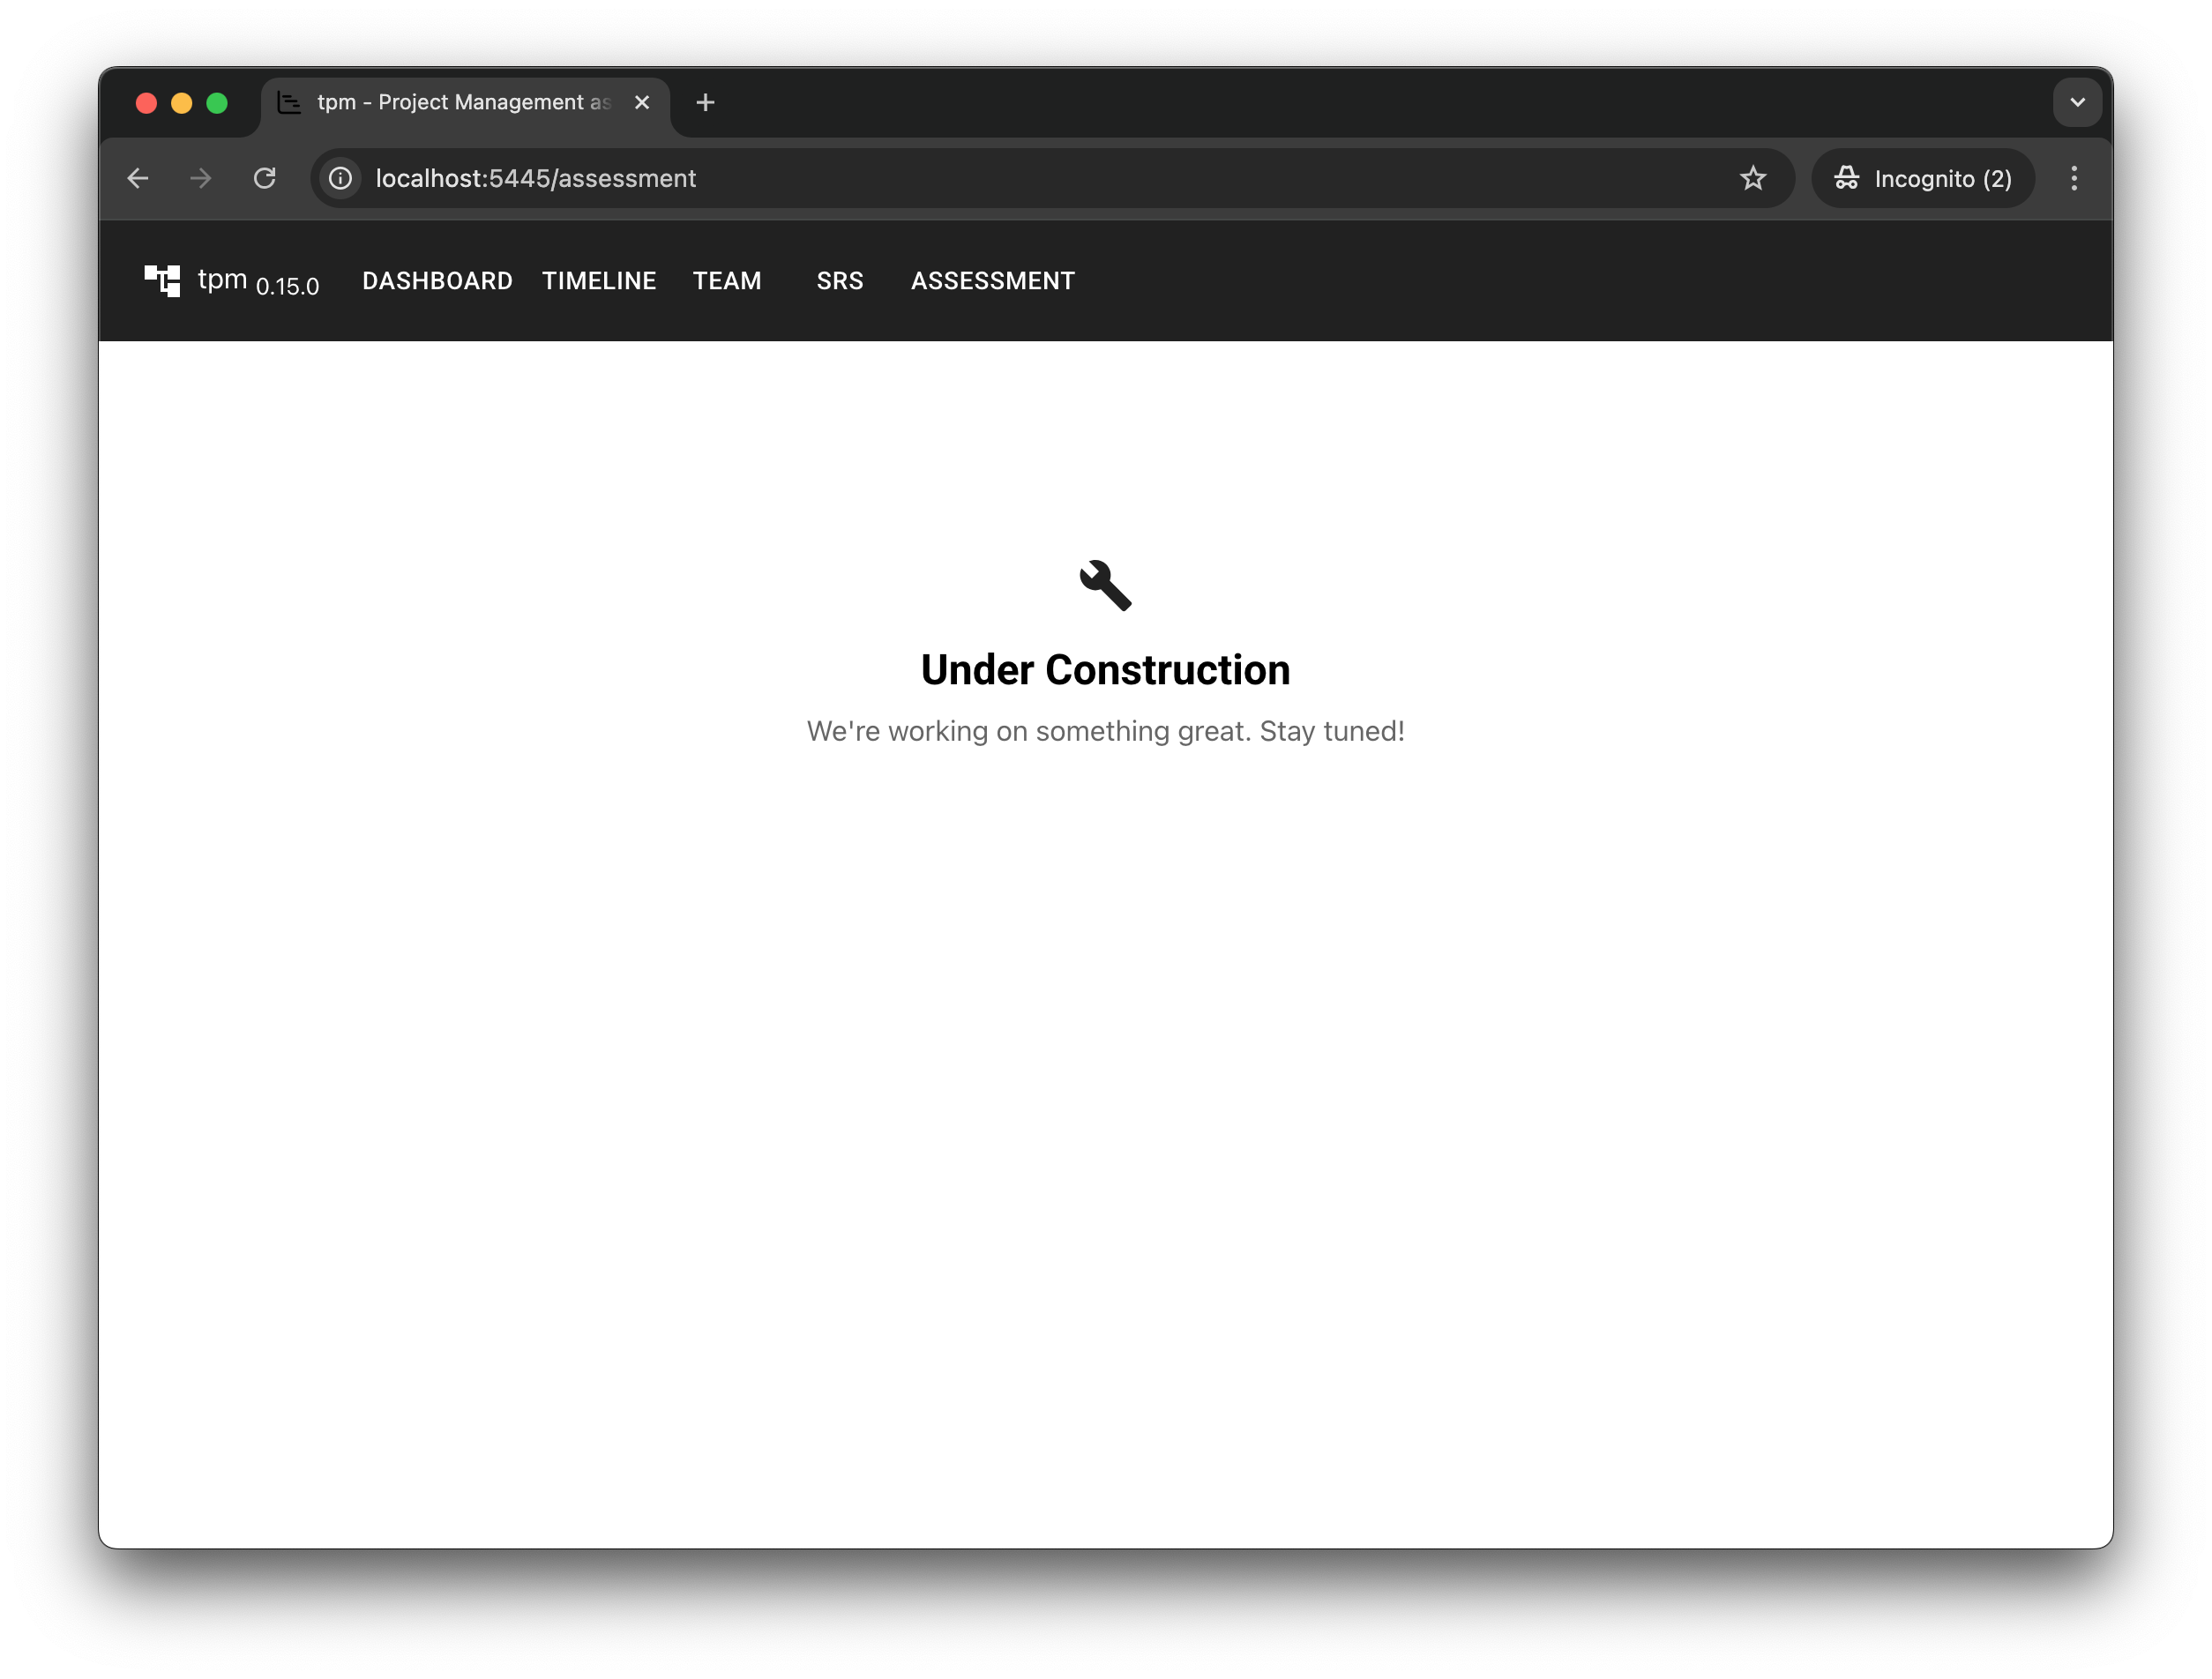 tpm - Project Management as
localhost:5445/assessment
Incognito (2)
tpm 0.15.0 DASHBOARD TIMELINE TEAM SRS ASSESSMENT
Under Construction
We're working on something great. Stay tuned!